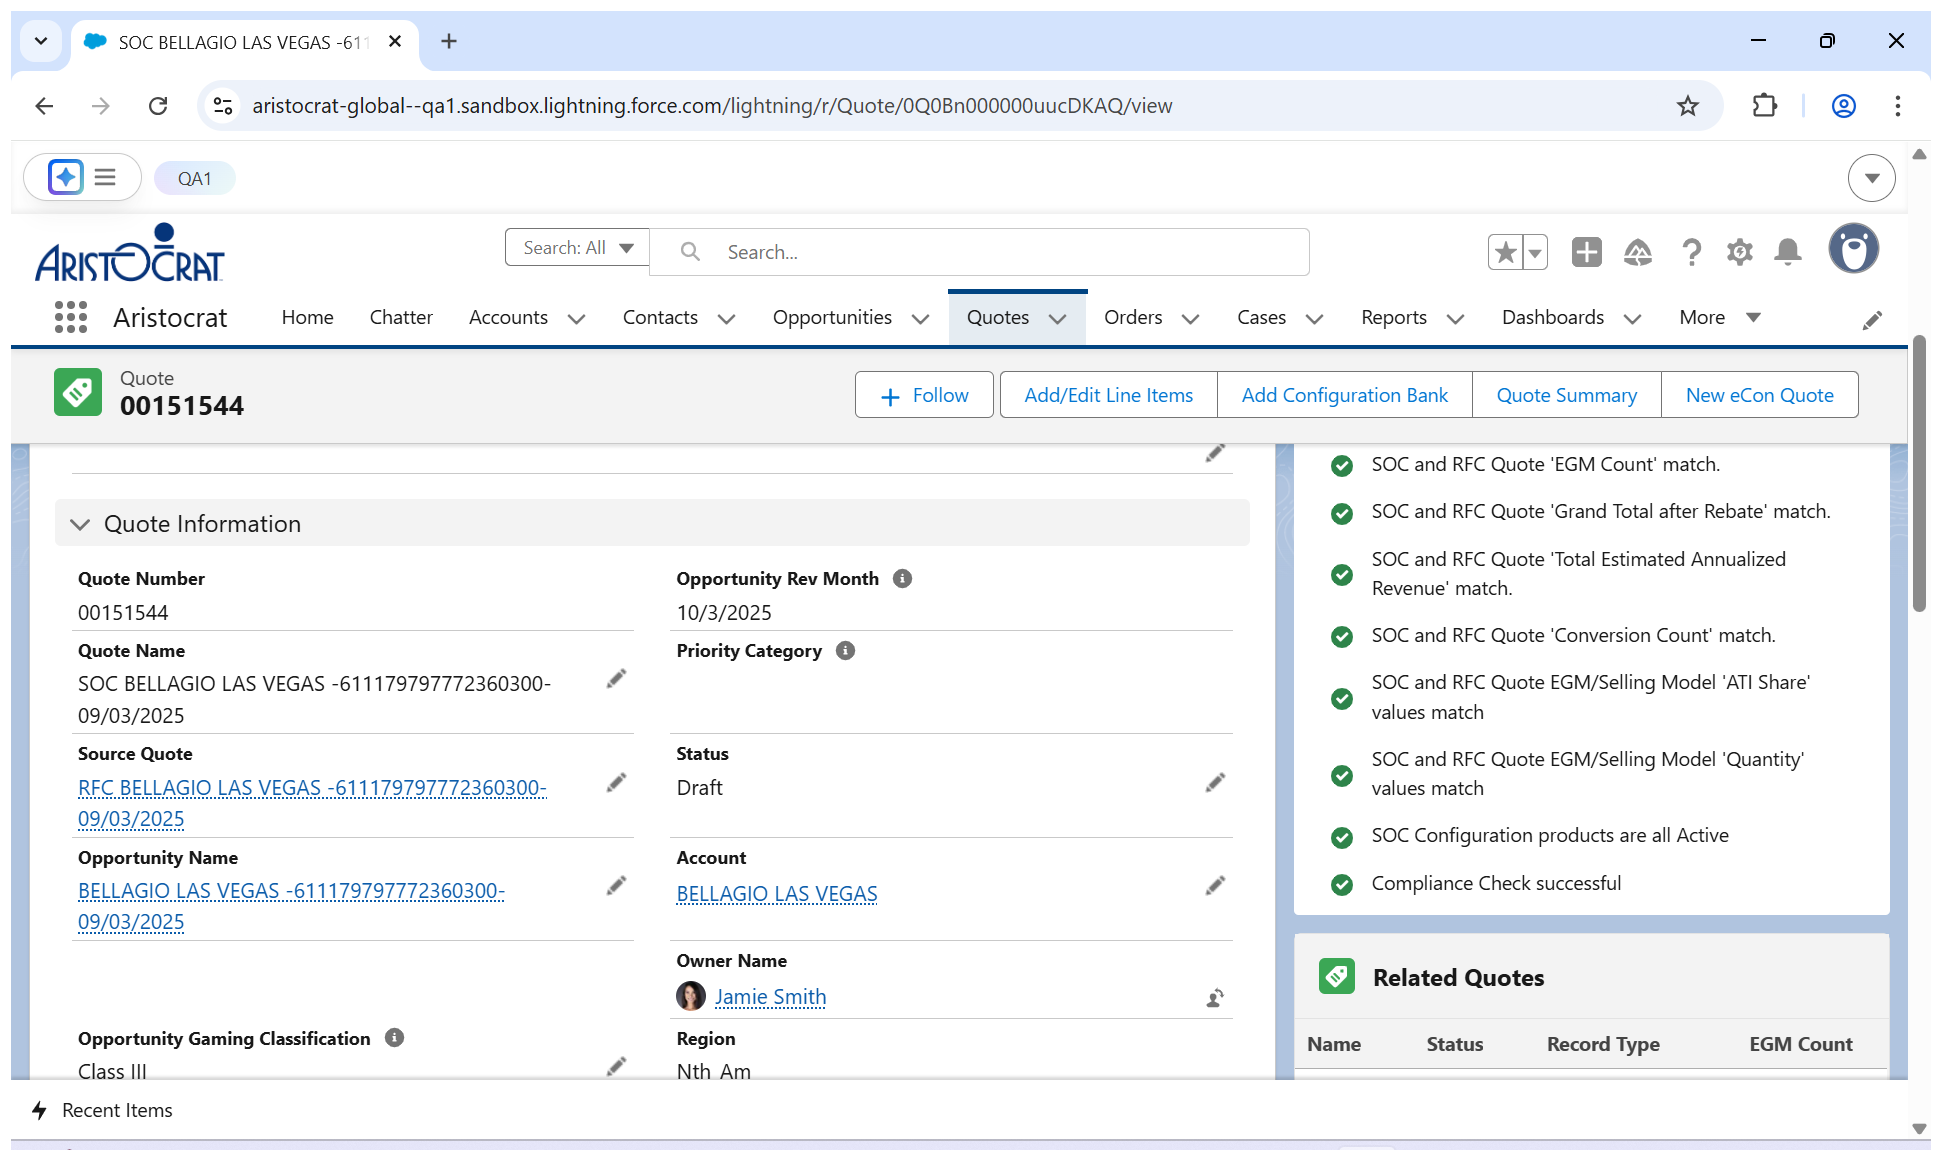 SOC BELLAGIO LAS VEGAS -611
aristocrat-global--qa1.sandbox.lightning.force.com/lightning/r/Quote/0Q0Bn000000uucDKAQ/view
QA1
ARISTOCRAT
Search: All
Search...
Aristocrat
Home
Chatter
Accounts
Contacts
Opportunities
Quotes
Orders
Cases
Reports
Dashboards
More
Quote
00151544
Follow
Add/Edit Line Items
Add Configuration Bank
Quote Summary
New eCon Quote
Quote Information
Quote Number
00151544
Opportunity Rev Month
10/3/2025
Quote Name
SOC BELLAGIO LAS VEGAS -611179797772360300-
09/03/2025
Priority Category
Source Quote
RFC BELLAGIO LAS VEGAS -611179797772360300-
09/03/2025
Status
Draft
Opportunity Name
BELLAGIO LAS VEGAS -611179797772360300-
09/03/2025
Account
BELLAGIO LAS VEGAS
Owner Name
Jamie Smith
Opportunity Gaming Classification
Class III
Region
Nth_Am
SOC and RFC Quote 'EGM Count' match.
SOC and RFC Quote 'Grand Total after Rebate' match.
SOC and RFC Quote 'Total Estimated Annualized
Revenue' match.
SOC and RFC Quote 'Conversion Count' match.
SOC and RFC Quote EGM/Selling Model 'ATI Share'
values match
SOC and RFC Quote EGM/Selling Model 'Quantity'
values match
SOC Configuration products are all Active
Compliance Check successful
Related Quotes
Name
Status
Record Type
EGM Count
Recent Items